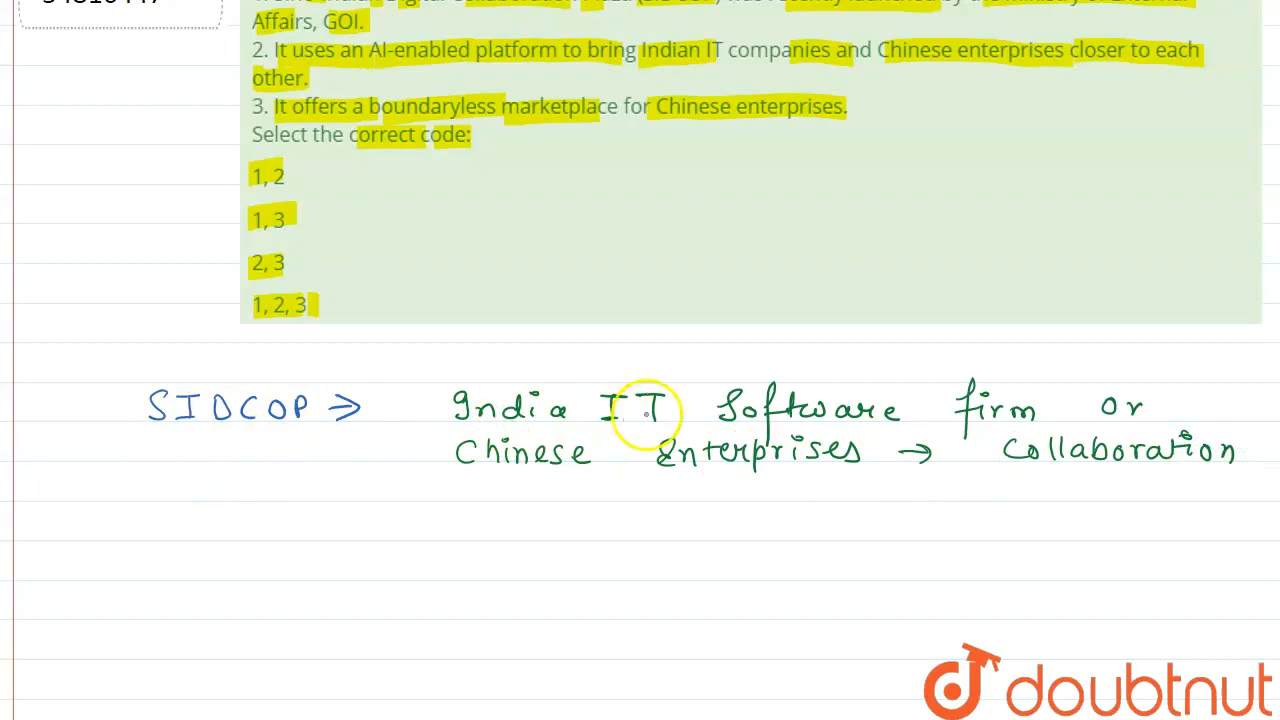 Affairs, GOI.
2. It uses an AI-enabled platform to bring Indian IT companies and Chinese enterprises closer to each
other.
3. It offers a boundaryless marketplace for Chinese enterprises.
Select the correct code:
1, 2
1, 3
2, 3
1, 2, 3
SIDCOP → India IT Software firm or
Chinese Enterprises → Collaboration
doubtnut